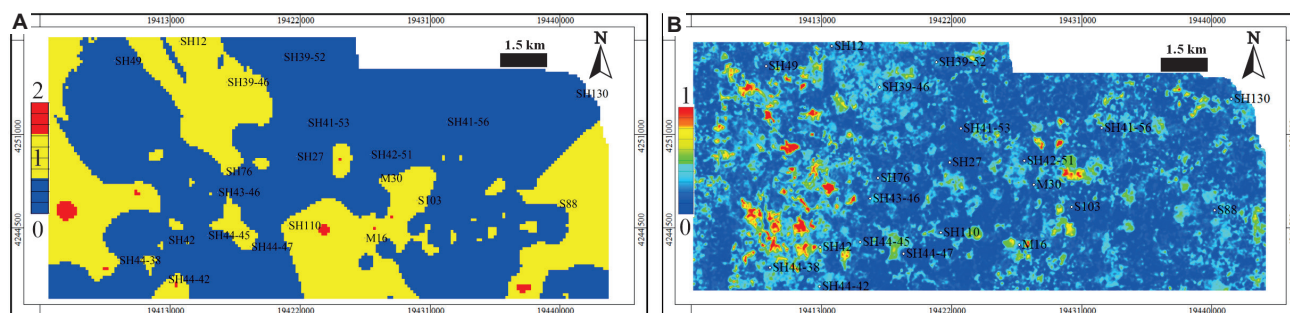 A
19413000 19422000 19431000 19440000
SH12
SH49
SH39-52
1.5 km
N
SH39-46
SH130
2
SH41-53
SH41-56
1
SH27
SH42-51
SH76
M30
SH43-46
S103
S88
0
SH110
SH42
SH44-45
M16
SH44-47
SH44-38
SH44-42
19413000 19422000 19431000 19440000
4251000
4244500
B
19413000 19422000 19431000 19440000
SH12
SH49
SH39-52
1.5 km
N
SH39-46
SH130
1
SH41-53
SH41-56
SH27
SH42-51
SH76
M30
SH43-46
S103
S88
0
SH110
SH42
SH44-45
M16
SH44-47
SH44-38
SH44-42
19413000 19422000 19431000 19440000
4251000
4244500